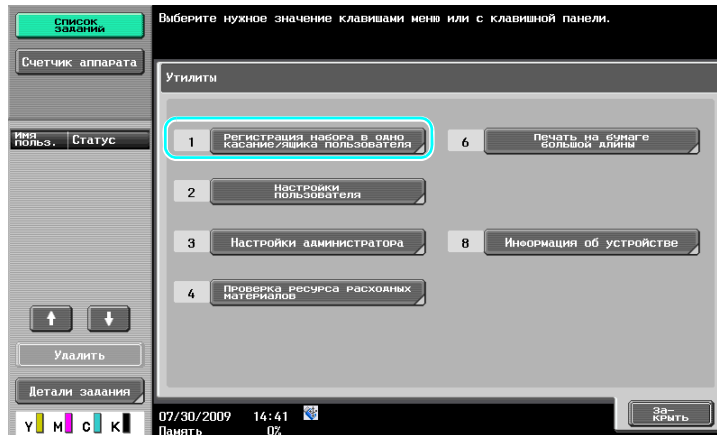 Список
заданий
Выберите нужное значение клавишами меню или с клавишной панели.
Счетчик аппарата
Утилиты
Имя
польз.
Статус
1
Регистрация набора в одно
касание/ящика пользователя
6
Печать на бумаге
большой длины
2
Настройки
пользователя
3
Настройки администратора
8
Информация об устройстве
4
Проверка ресурса расходных
материалов
Удалить
Детали задания
Y M C K
07/30/2009 14:41
Память 0%
За-
крыть